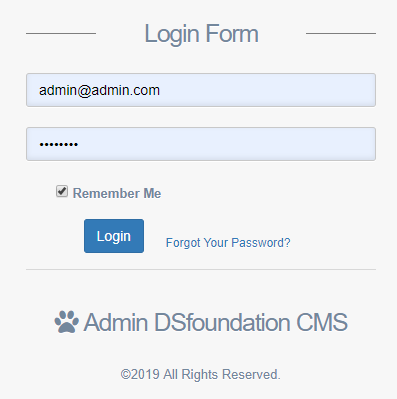 Login Form
admin@admin.com
••••••••
Remember Me
Login Forgot Your Password?
Admin DSfoundation CMS
©2019 All Rights Reserved.